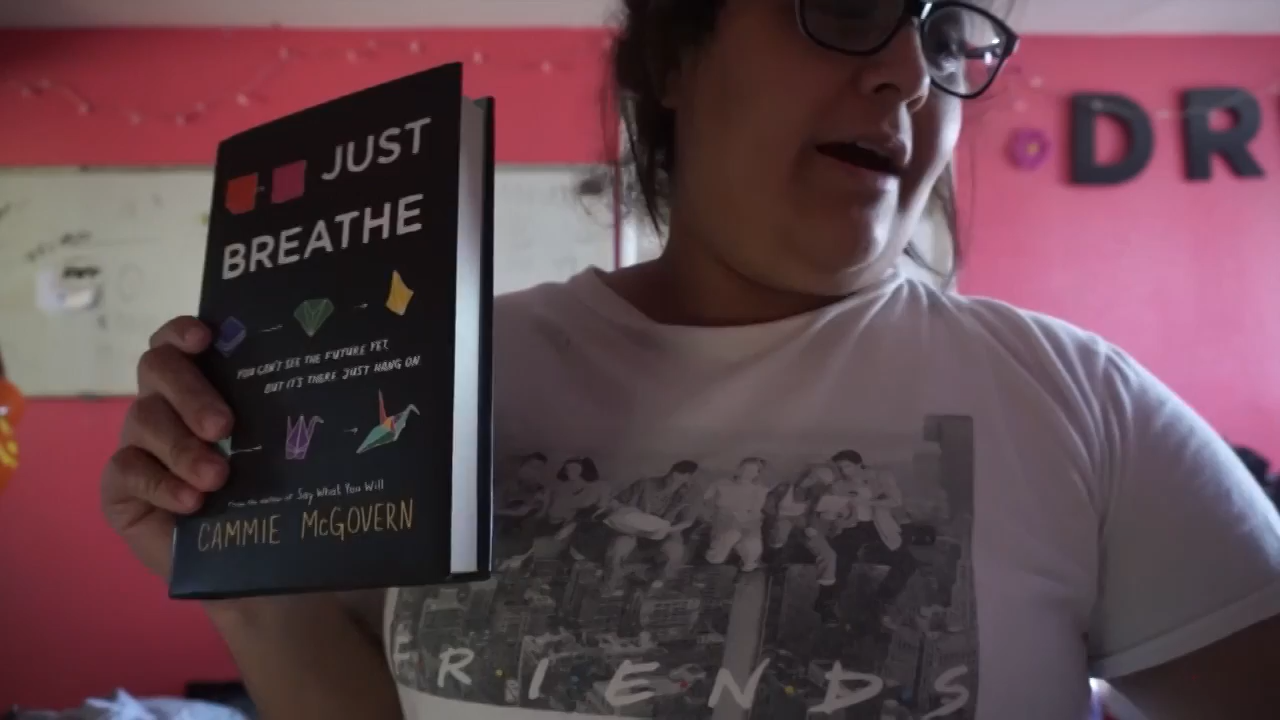 JUST
BREATHE
YOU CAN'T SEE THE FUTURE YET,
BUT IT'S THERE JUST HANG ON
From the author of Say What You Will
CAMMIE McGOVERN
FRIENDS
DR